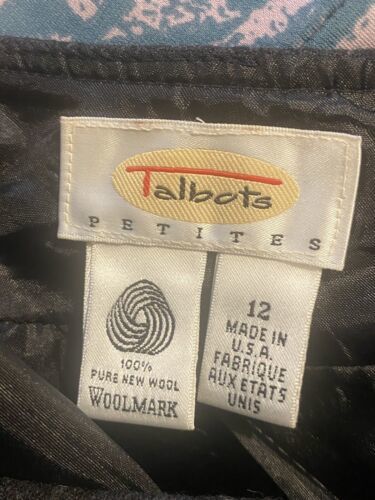 Talbots
PETITES
100%
PURE NEW WOOL
WOOLMARK
12
MADE IN
U.S.A.
FABRIQUE
AUX ETATS
UNIS